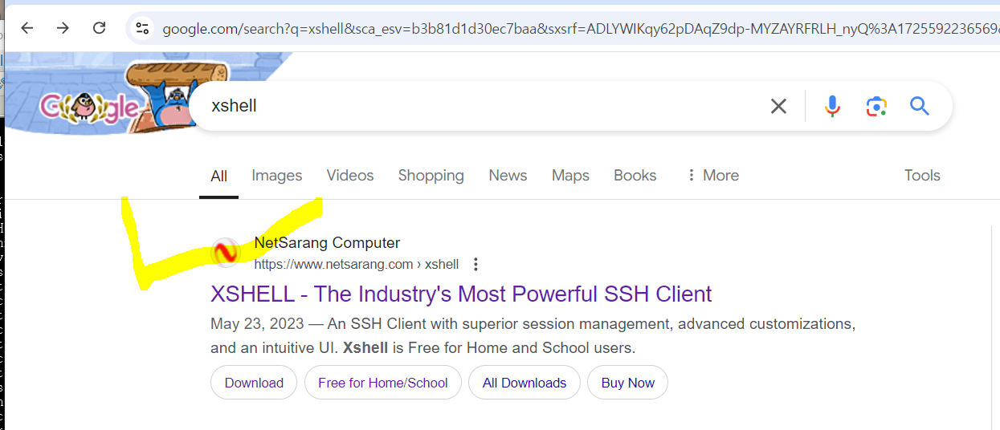 google.com/search?q=xshell&sca_esv=b3b81d1d30ec7baa&sxsrf=ADLYWIKqy62pDAqZ9dp-MYZAYRFRLH_nyQ%3A1725592236569
Google
xshell
All Images Videos Shopping News Maps Books More Tools
NetSarang Computer
https://www.netsarang.com › xshell
XSHELL - The Industry's Most Powerful SSH Client
May 23, 2023 — An SSH Client with superior session management, advanced customizations,
and an intuitive UI. Xshell is Free for Home and School users.
Download Free for Home/School All Downloads Buy Now